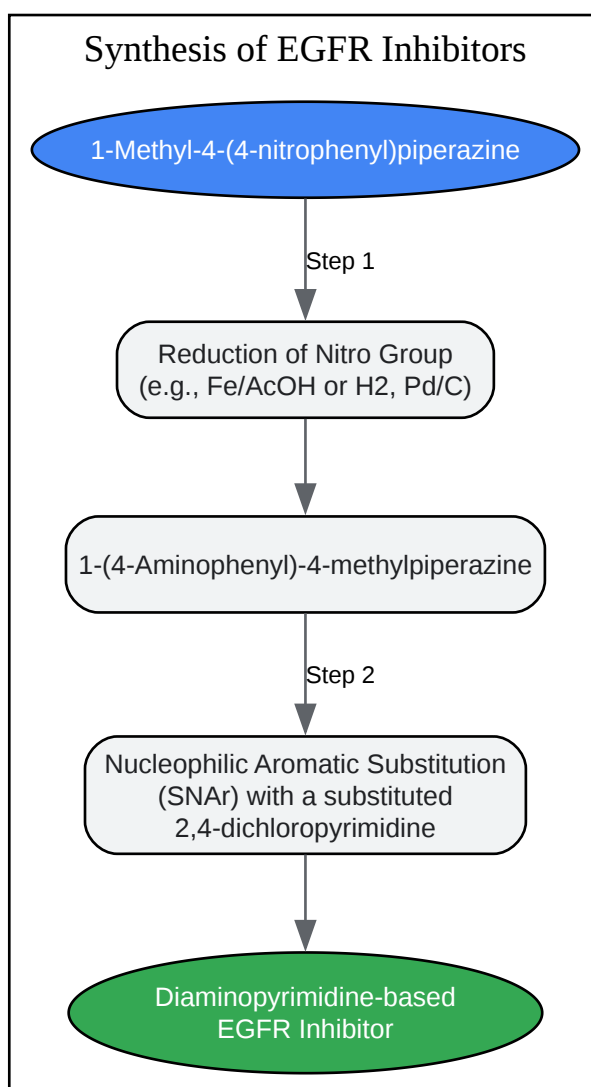 Synthesis of EGFR Inhibitors
1-Methyl-4-(4-nitrophenyl)piperazine
Step 1
Reduction of Nitro Group
(e.g., Fe/AcOH or H2, Pd/C)
1-(4-Aminophenyl)-4-methylpiperazine
Step 2
Nucleophilic Aromatic Substitution
(SNAr) with a substituted
2,4-dichloropyrimidine
Diaminopyrimidine-based
EGFR Inhibitor